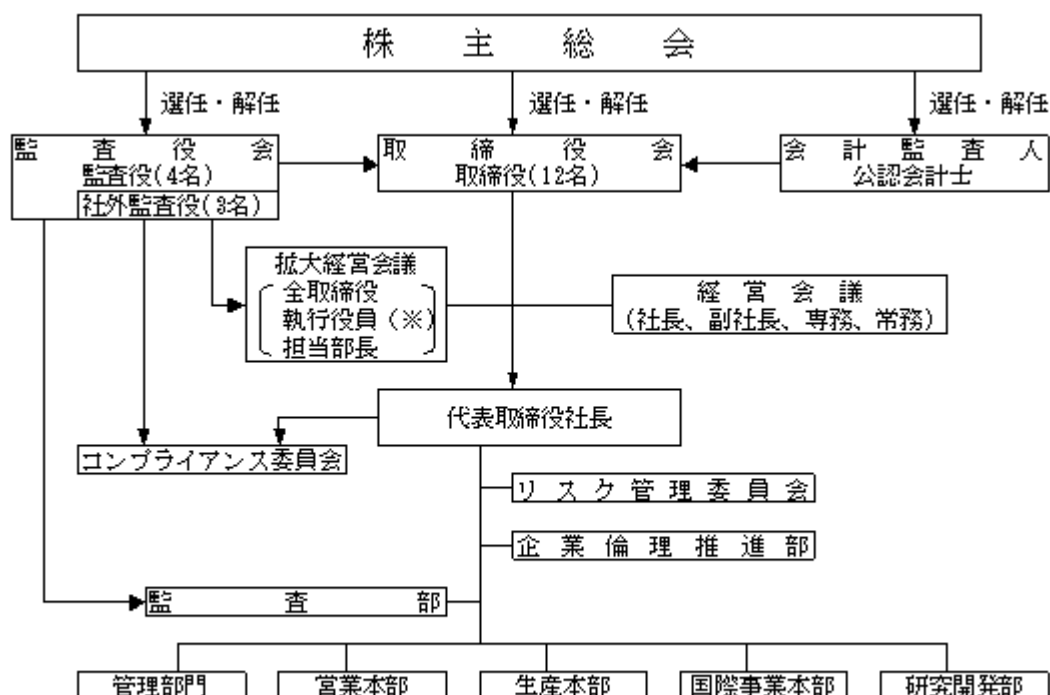 株主総会
選任・解任
選任・解任
選任・解任
監査役会
監査役(4名)
社外監査役(3名)
取締役会
取締役(12名)
会計監査人
公認会計士
拡大経営会議
全取締役
執行役員(※)
担当部長
経営会議
(社長、副社長、専務、常務)
代表取締役社長
コンプライアンス委員会
リスク管理委員会
企業倫理推進部
監査部
管理部門
営業本部
生産本部
国際事業本部
研究開発部